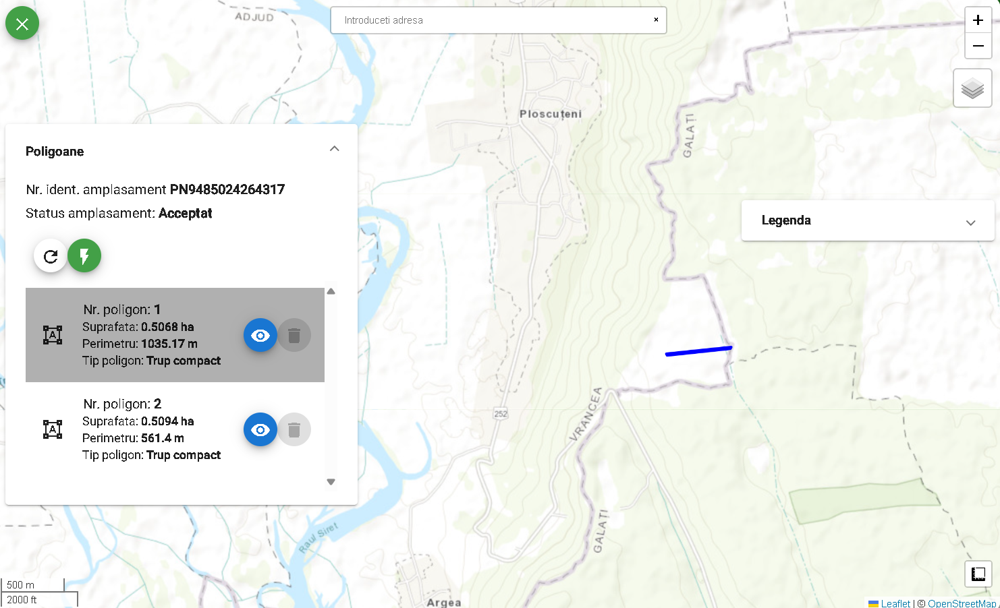 ADJUD
Introduceti adresa
×
+
−
Ploscuțeni
GALAȚI
Poligoane
Nr. ident. amplasament PN9485024264317
Status amplasament: Acceptat
Legenda
Nr. poligon: 1
Suprafata: 0.5068 ha
Perimetru: 1035.17 m
Tip poligon: Trup compact
A
Nr. poligon: 2
Suprafata: 0.5094 ha
Perimetru: 561.4 m
Tip poligon: Trup compact
A
252
VRANCEA
GALAȚI
Raul Siret
500 m
2000 ft
Argea
Leaflet | © OpenStreetMap